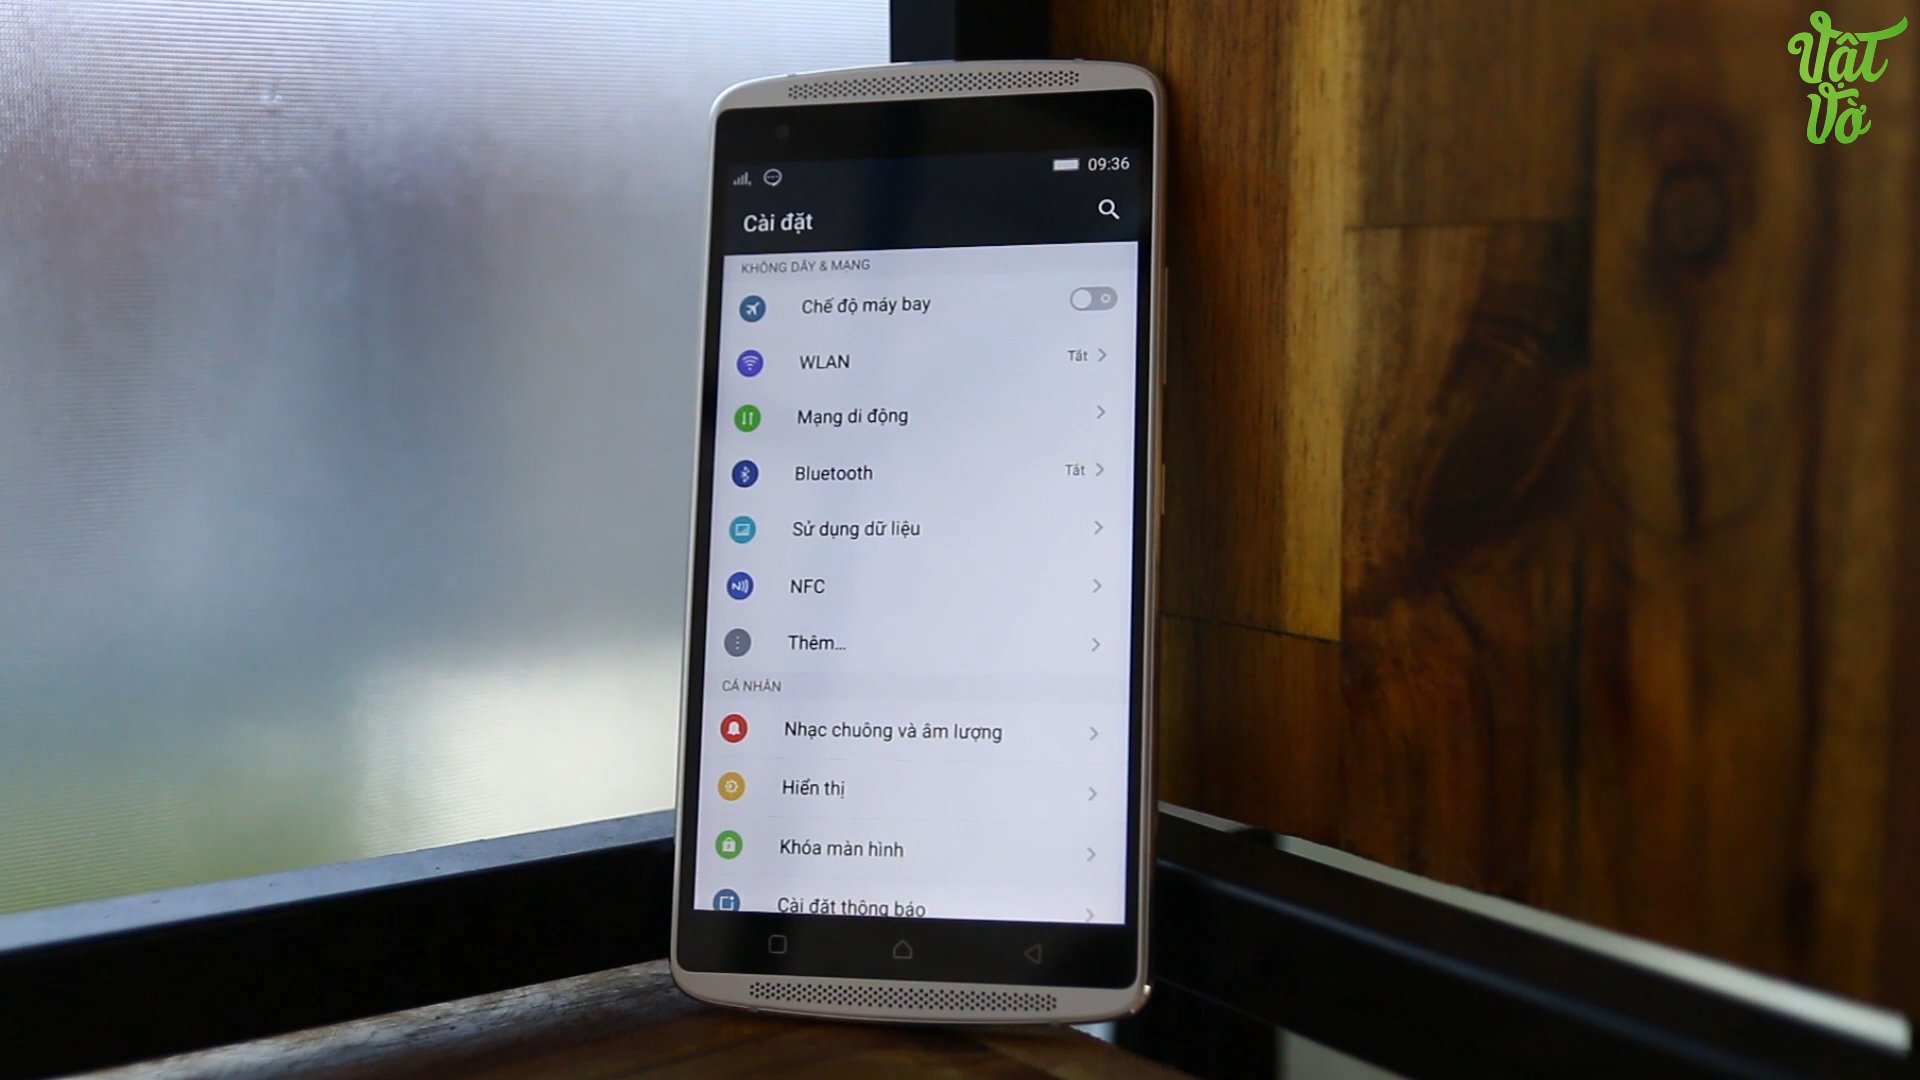 Vật
Vờ
09:36
Cài đặt
KHÔNG DÂY & MẠNG
Chế độ máy bay
WLAN
Tắt
Mạng di động
Bluetooth
Tắt
Sử dụng dữ liệu
NFC
Thêm...
CÁ NHÂN
Nhạc chuông và âm lượng
Hiển thị
Khóa màn hình
Cài đặt thông báo